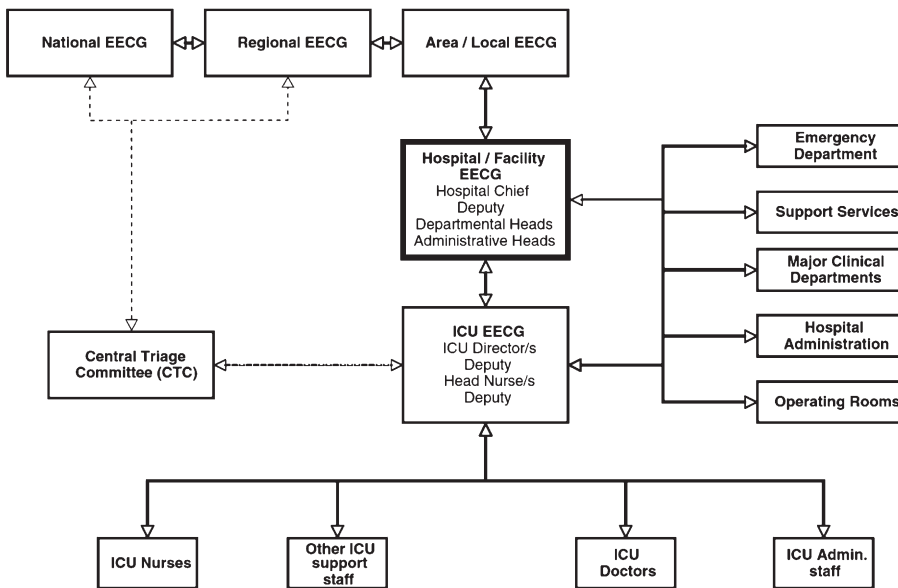 National EECG
Regional EECG
Area / Local EECG
Hospital / Facility
EECG
Hospital Chief
Deputy
Departmental Heads
Administrative Heads
Emergency
Department
Support Services
Major Clinical
Departments
Hospital
Administration
Operating Rooms
Central Triage
Committee (CTC)
ICU EECG
ICU Director/s
Deputy
Head Nurse/s
Deputy
ICU Nurses
Other ICU
support
staff
ICU
Doctors
ICU Admin.
staff